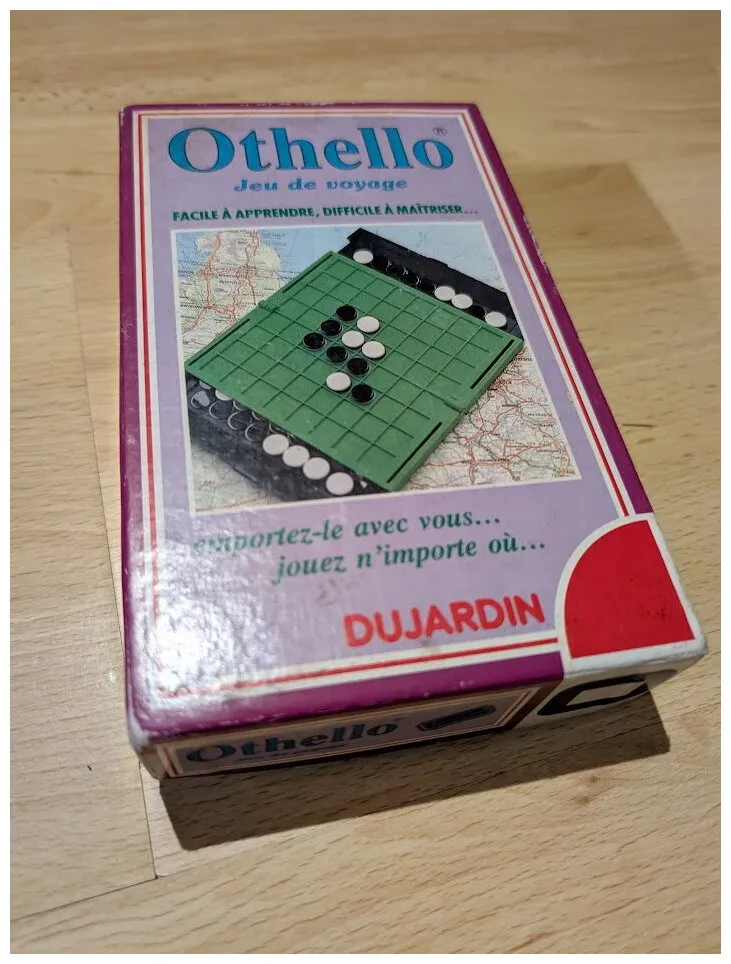 Othello®
Jeu de voyage
FACILE À APPRENDRE, DIFFICILE À MAÎTRISER...
emportez-le avec vous...
jouez n'importe où...
DUJARDIN
Othello